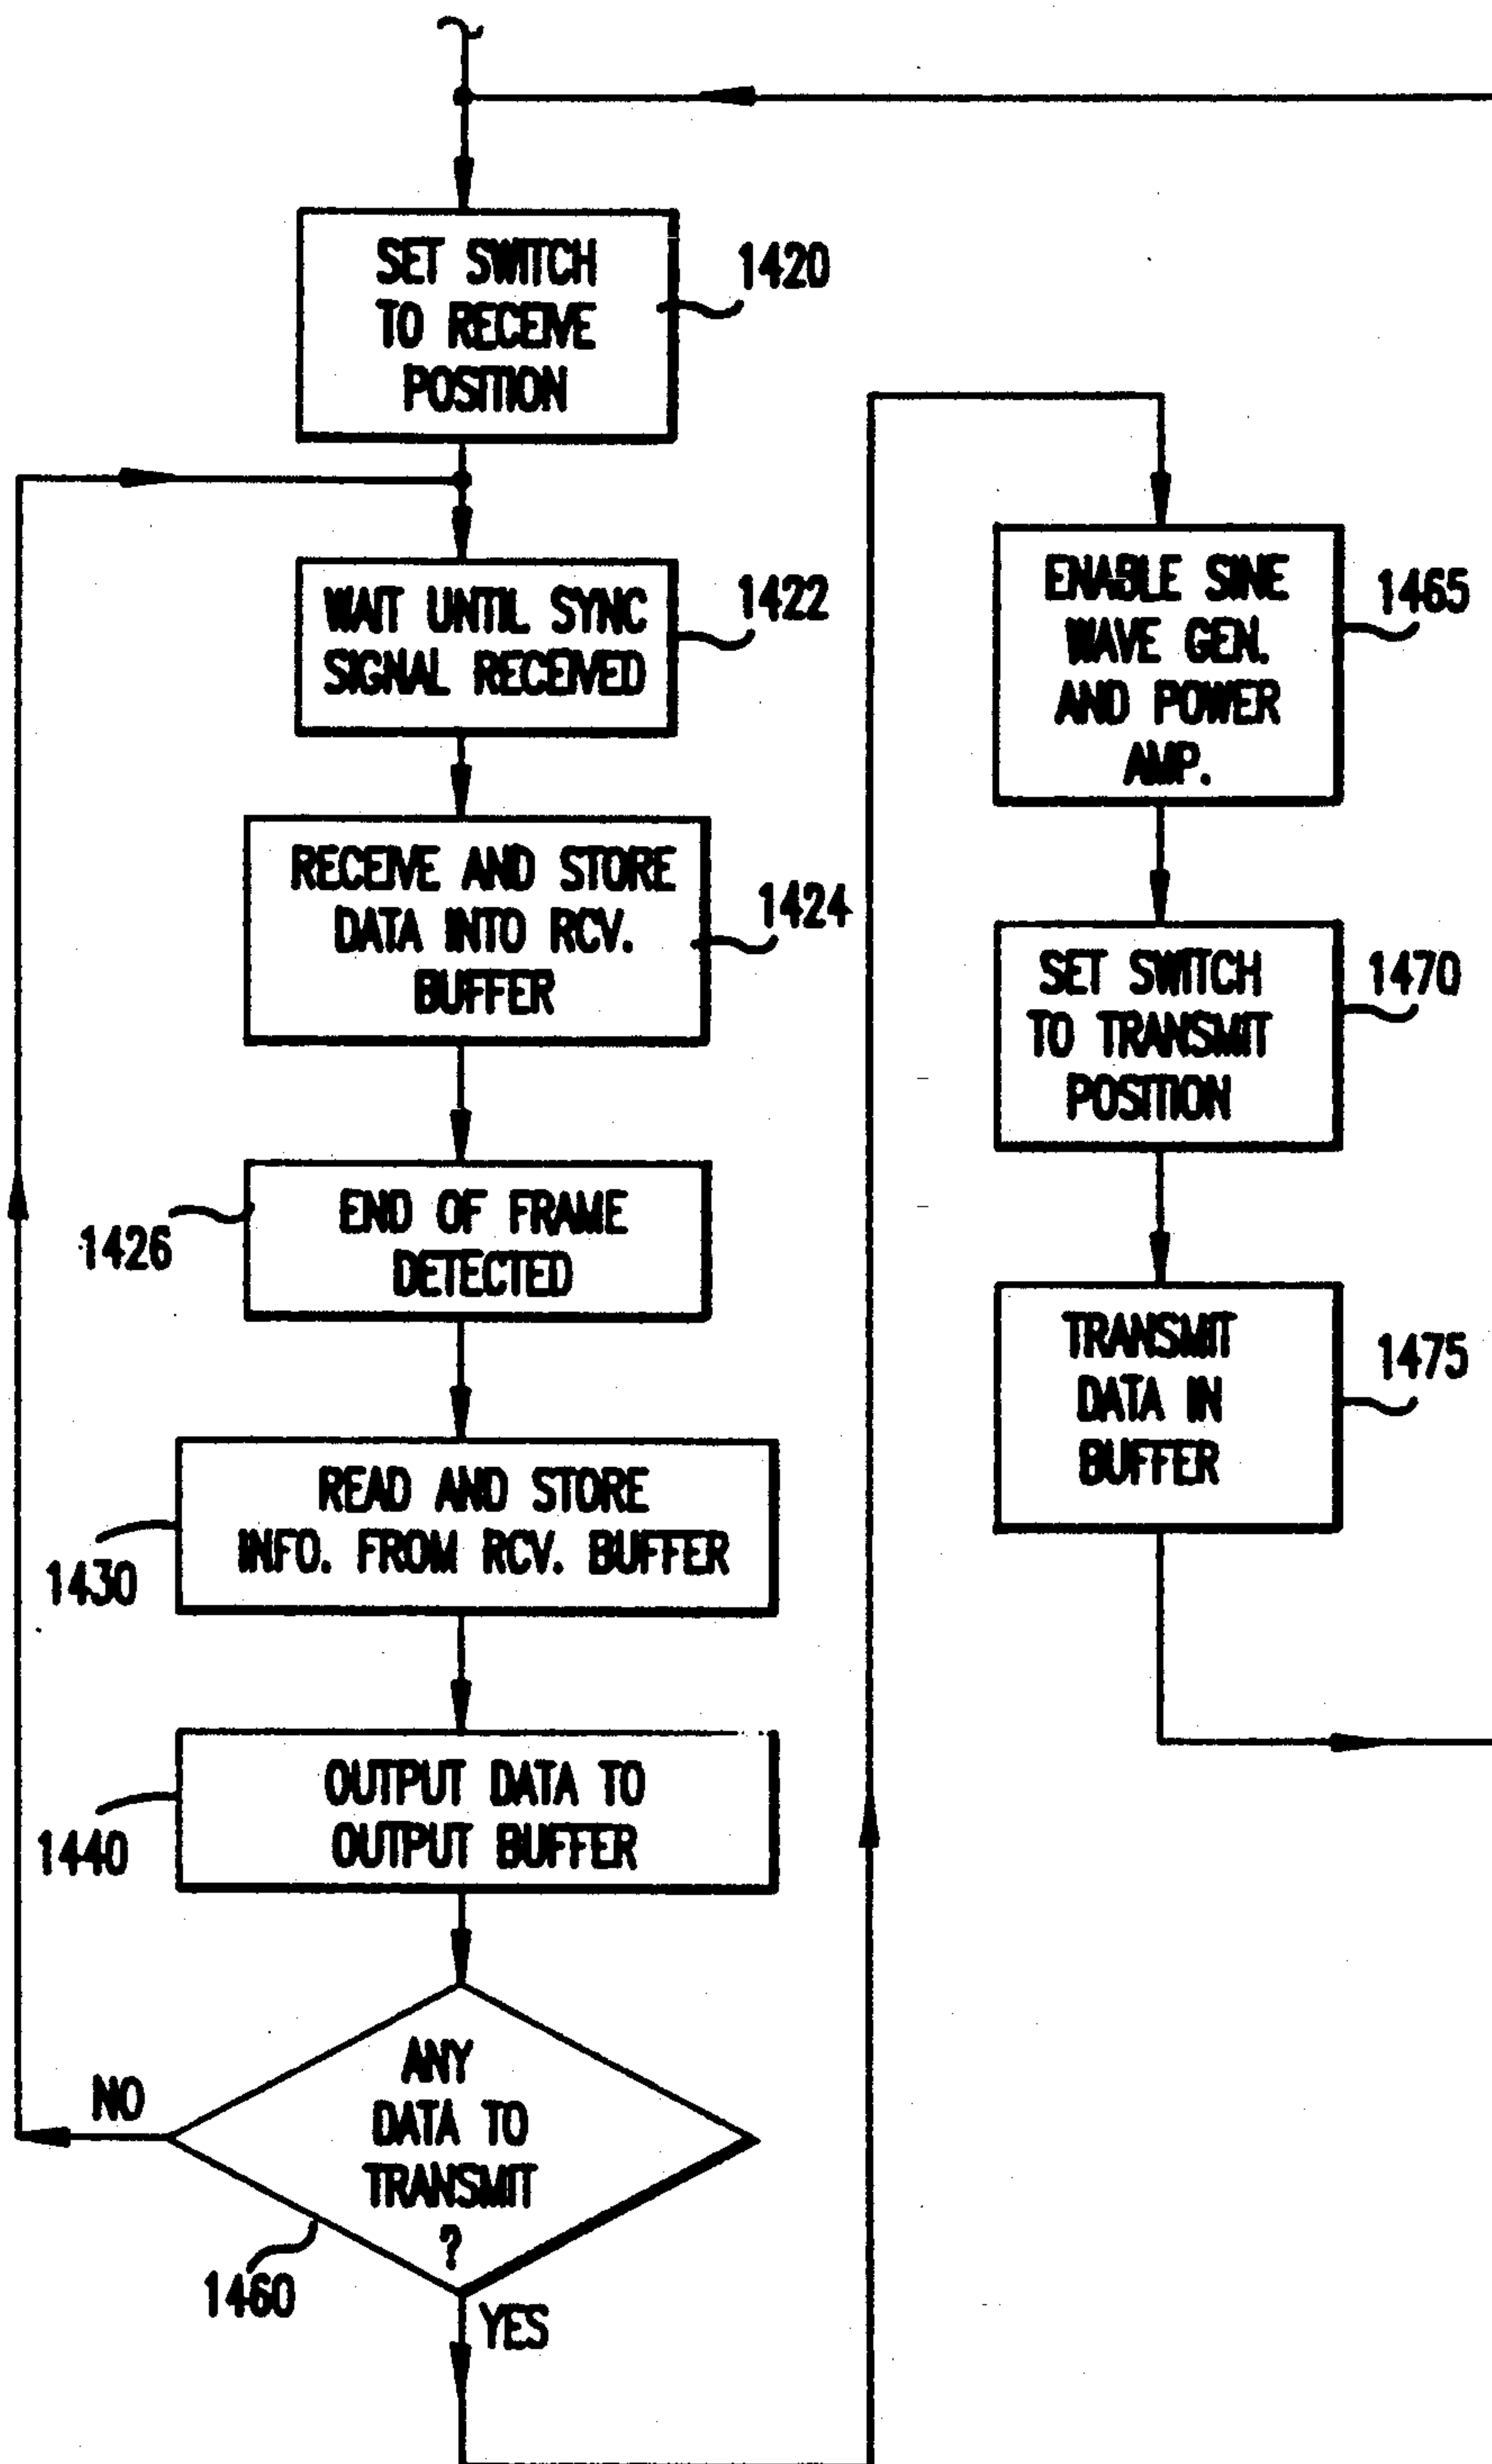 SET SWITCH
TO RECEIVE
POSITION
1420
WAIT UNTIL SYNC
SIGNAL RECEIVED
1422
RECEIVE AND STORE
DATA INTO RCV.
BUFFER
1424
END OF FRAME
DETECTED
1426
READ AND STORE
INFO. FROM RCV. BUFFER
1430
OUTPUT DATA TO
OUTPUT BUFFER
1440
ANY
DATA TO
TRANSMIT
?
NO
1460
YES
ENABLE SINE
WAVE GEN.
AND POWER
AMP.
1465
SET SWITCH
TO TRANSMIT
POSITION
1470
TRANSMIT
DATA IN
BUFFER
1475